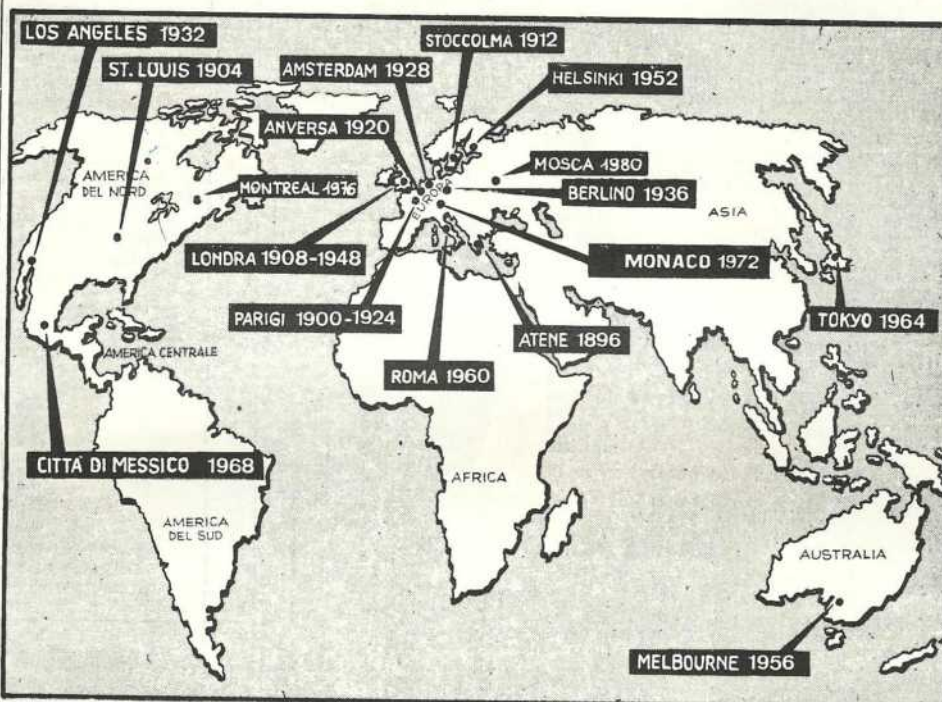 LOS ANGELES 1932
STOCCOLMA 1912
ST. LOUIS 1904
AMSTERDAM 1928
HELSINKI 1952
ANVERSA 1920
MOSCA 1980
AMERICA
DEL NORD
MONTREAL 1976
EUROPA
BERLINO 1936
ASIA
LONDRA 1908-1948
MONACO 1972
PARIGI 1900-1924
ATENE 1896
TOKYO 1964
AMERICA CENTRALE
ROMA 1960
CITTÀ DI MESSICO 1968
AFRICA
AMERICA
DEL SUD
AUSTRALIA
MELBOURNE 1956